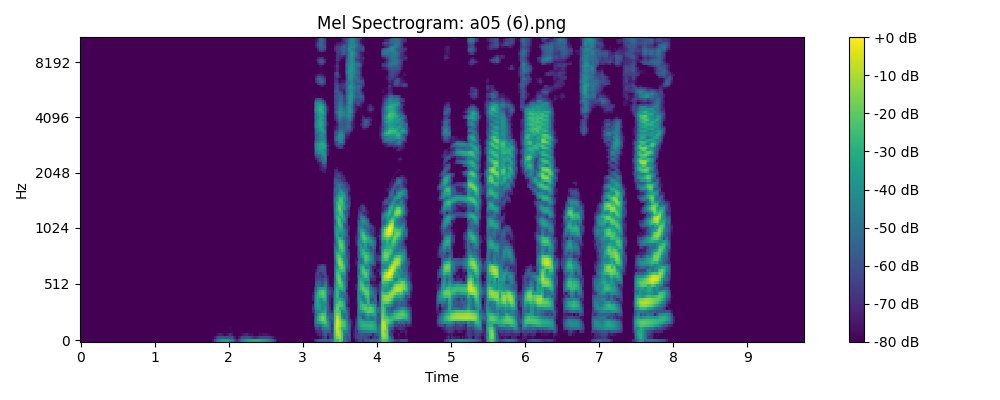 Mel Spectrogram: a05 (6).png
8192
4096
2048
1024
512
0
Hz
0 1 2 3 4 5 6 7 8 9
Time
+0 dB
-10 dB
-20 dB
-30 dB
-40 dB
-50 dB
-60 dB
-70 dB
-80 dB